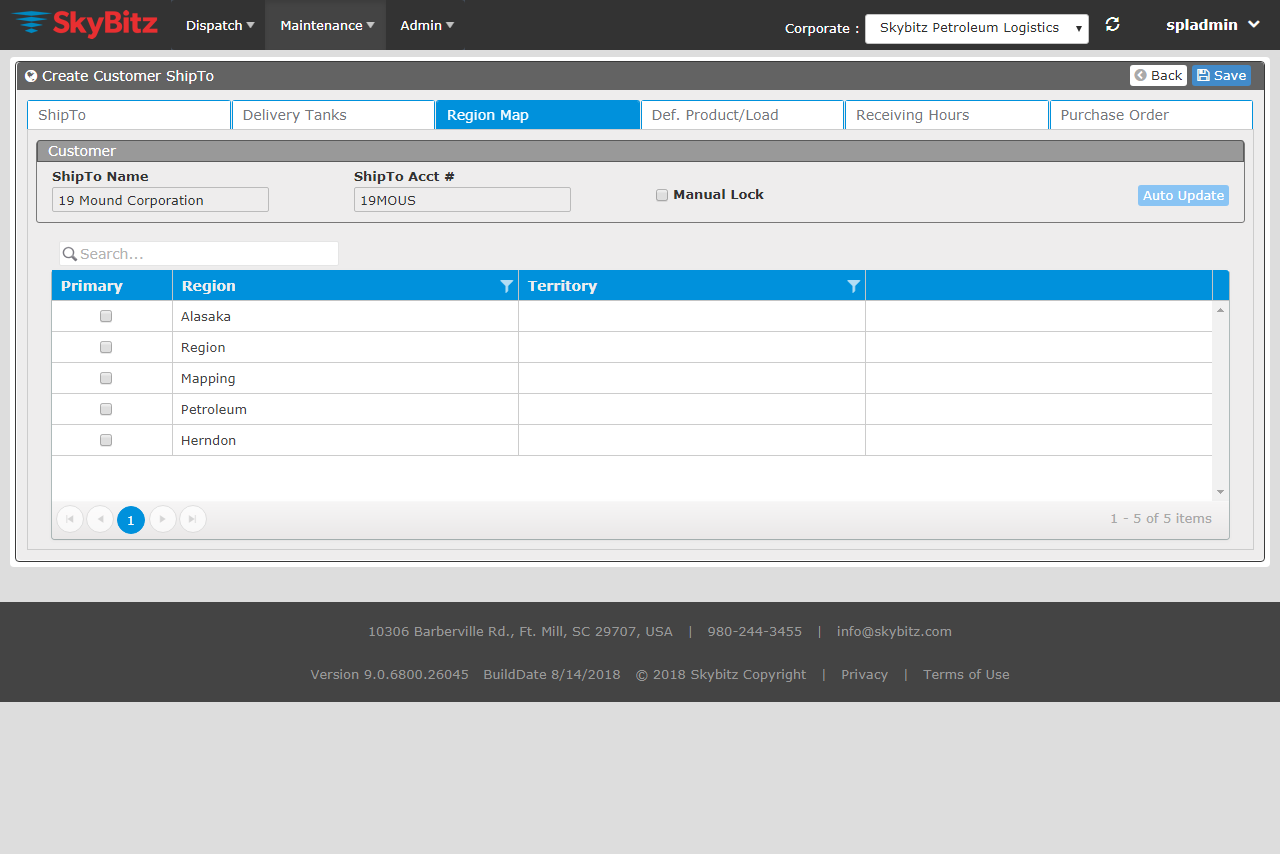 SkyBitz Dispatch Maintenance Admin Corporate : Skybitz Petroleum Logistics spladmin
Create Customer ShipTo Back Save
ShipTo Delivery Tanks Region Map Def. Product/Load Receiving Hours Purchase Order
Customer
ShipTo Name ShipTo Acct #
19 Mound Corporation 19MOUS Manual Lock Auto Update
Search...
Primary Region Territory
Alasaka
Region
Mapping
Petroleum
Herndon
1 1 - 5 of 5 items
10306 Barberville Rd., Ft. Mill, SC 29707, USA | 980-244-3455 | info@skybitz.com
Version 9.0.6800.26045 BuildDate 8/14/2018 © 2018 Skybitz Copyright | Privacy | Terms of Use